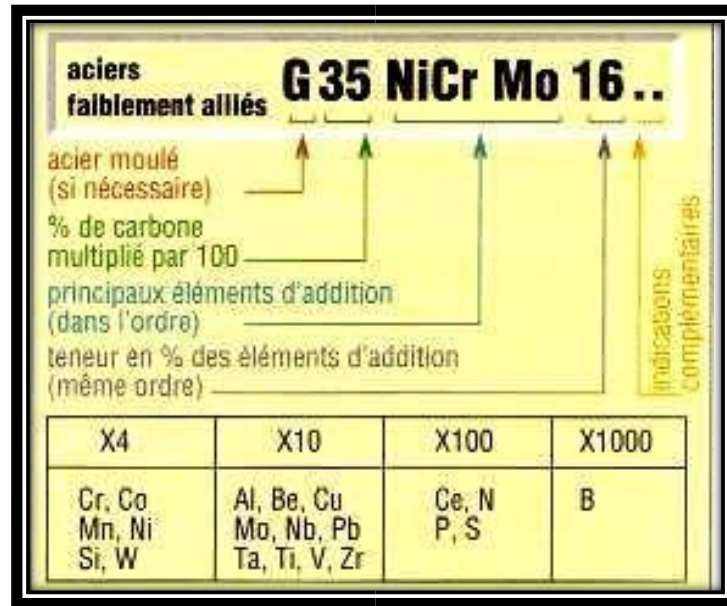 aciers
faiblement alliés
G 35 NiCr Mo 16 ..
acier moulé
(si nécessaire)
% de carbone
multiplié par 100
principaux éléments d'addition
(dans l'ordre)
teneur en % des éléments d'addition
(même ordre)
indications
complémentaires
X4 X10 X100 X1000
Cr, Co Al, Be, Cu Ce, N B
Mn, Ni Mo, Nb, Pb P, S
Si, W Ta, Ti, V, Zr